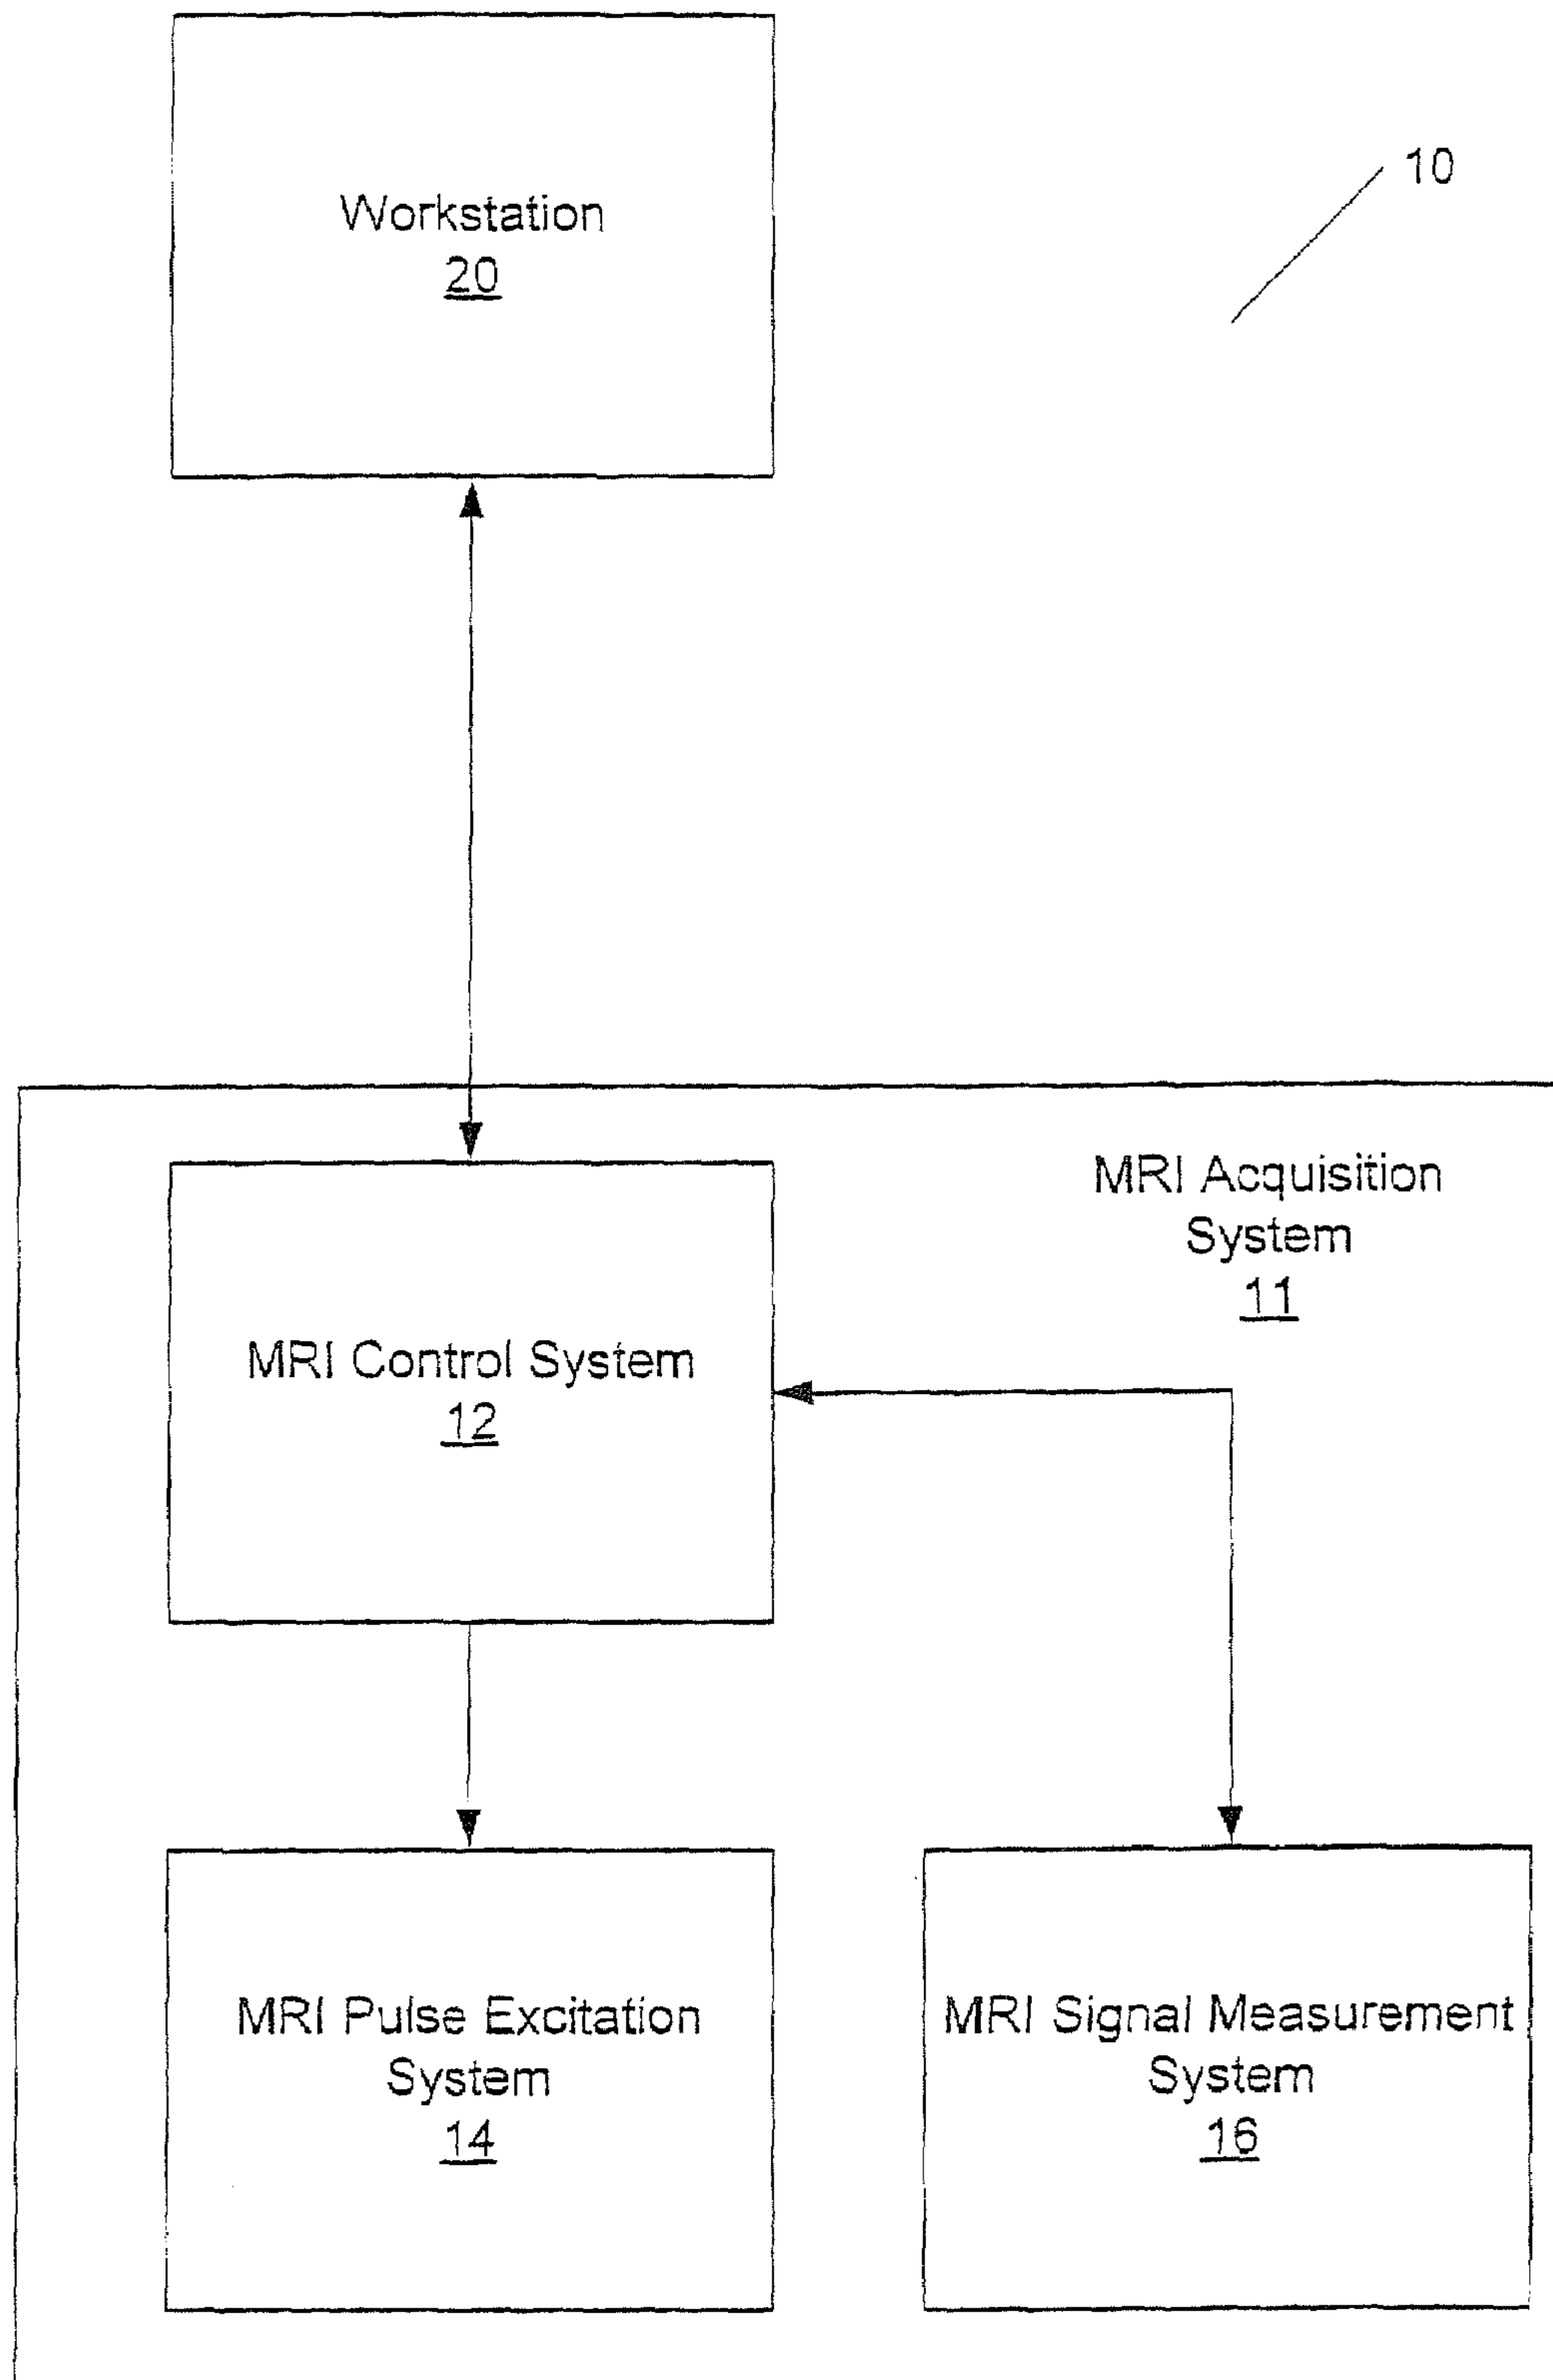 Workstation
20
10
MRI Acquisition
System
11
MRI Control System
12
MRI Pulse Excitation
System
14
MRI Signal Measurement
System
16